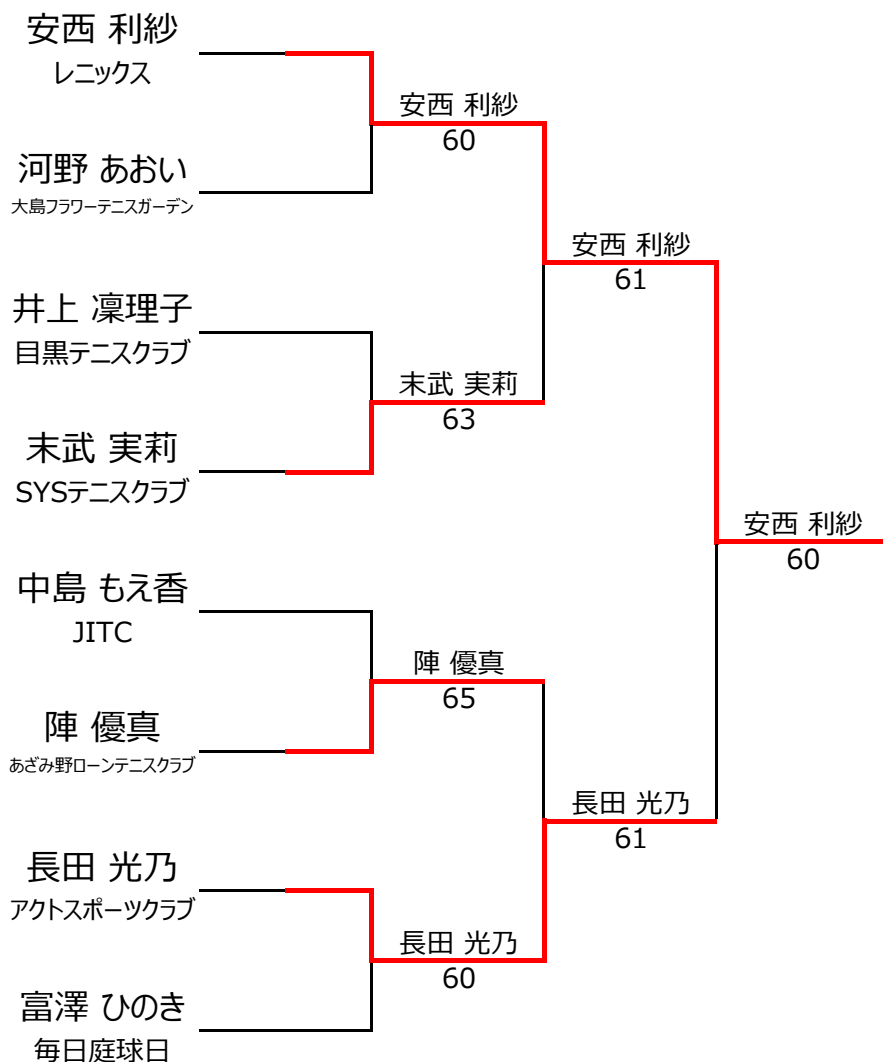 安西 利紗
レニックス
河野 あおい
大島フラワーテニスガーデン
井上 凜理子
目黒テニスクラブ
末武 実莉
SYSテニスクラブ
中島 もえ香
JITC
陣 優真
あざみ野ローンテニスクラブ
長田 光乃
アクトスポーツクラブ
富澤 ひのき
毎日庭球日
安西 利紗
60
末武 実莉
63
陣 優真
65
長田 光乃
60
安西 利紗
61
長田 光乃
61
安西 利紗
60